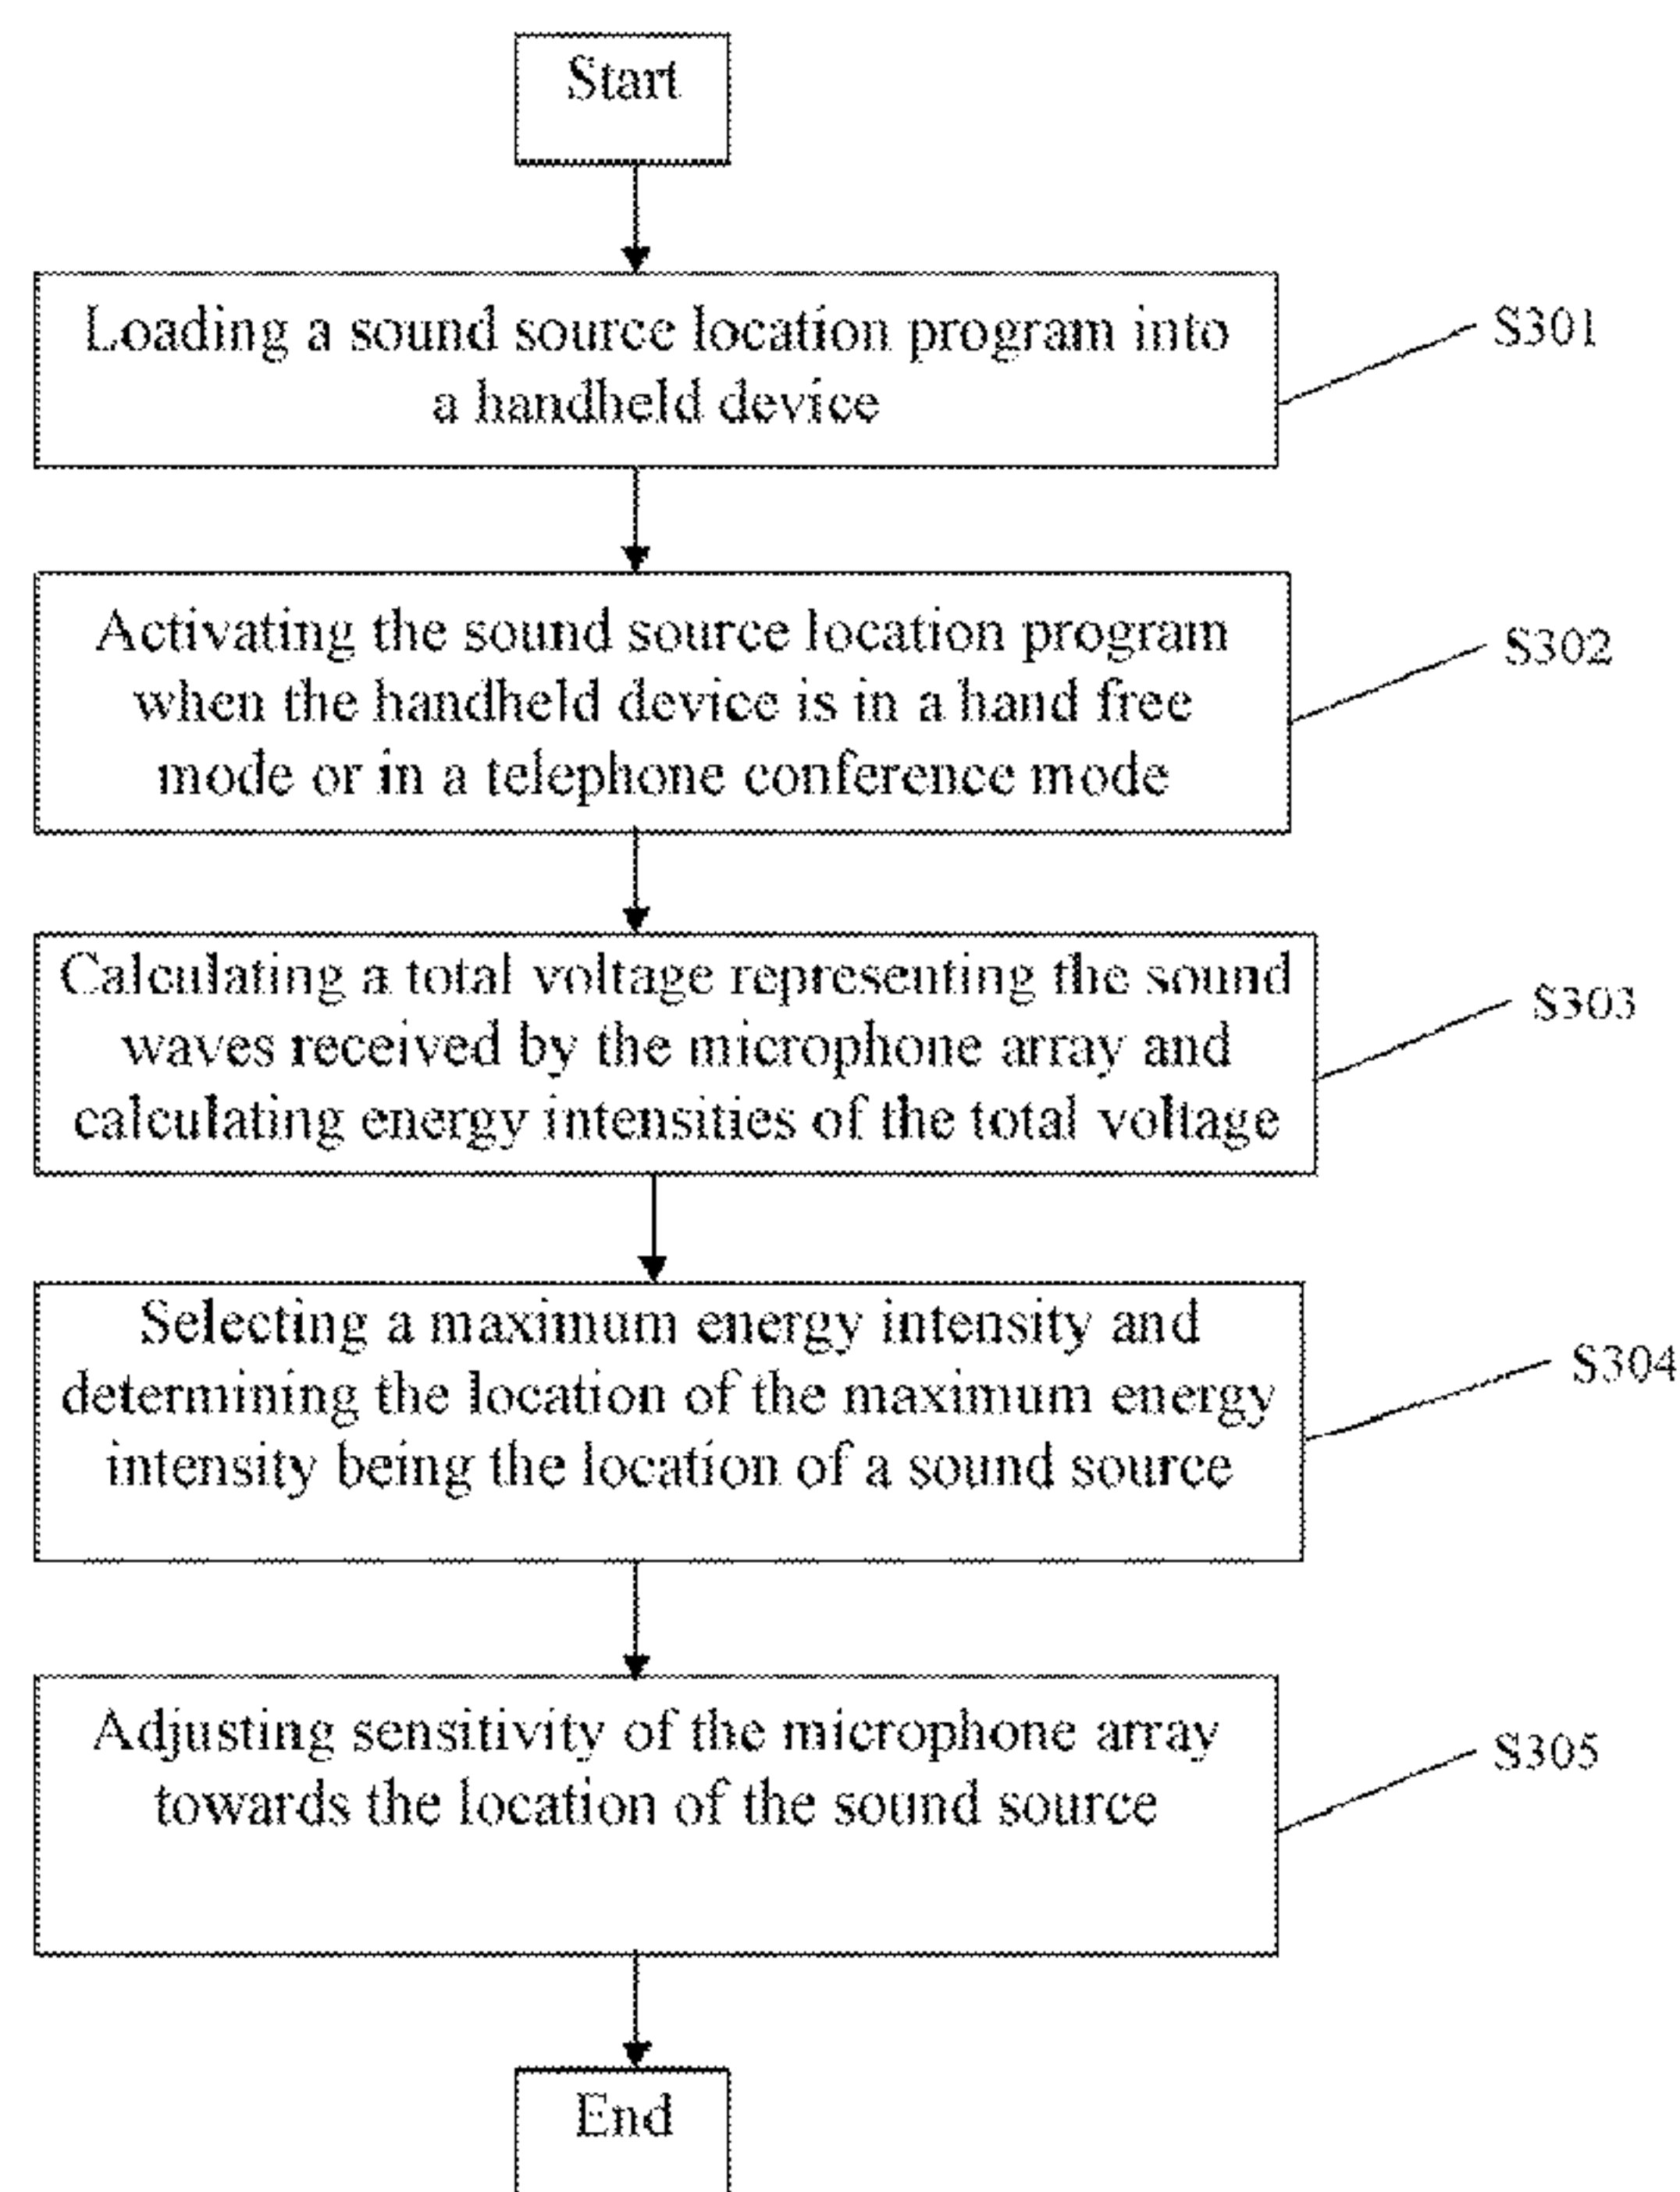 Start
Loading a sound source location program into
a handheld device
S301
Activating the sound source location program
when the handheld device is in a hand free
mode or in a telephone conference mode
S302
Calculating a total voltage representing the sound
waves received by the microphone array and
calculating energy intensities of the total voltage
S303
Selecting a maximum energy intensity and
determining the location of the maximum energy
intensity being the location of a sound source
S304
Adjusting sensitivity of the microphone array
towards the location of the sound source
S305
End